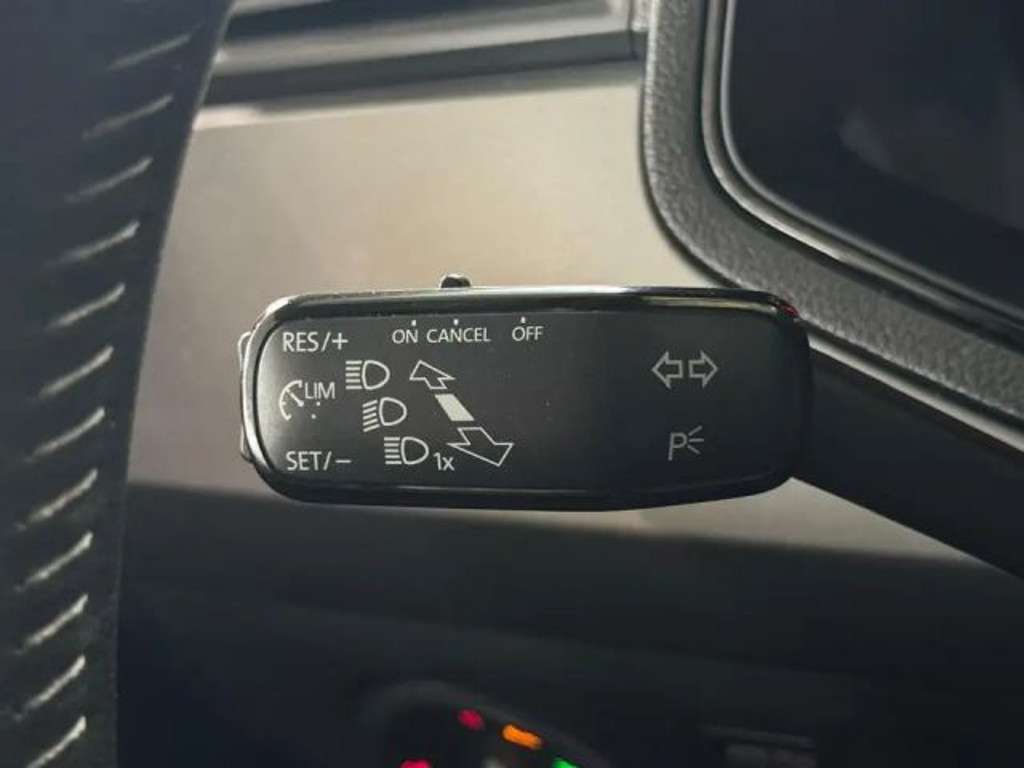 RES/+ ON CANCEL OFF
LIM
SET/− 1x
P